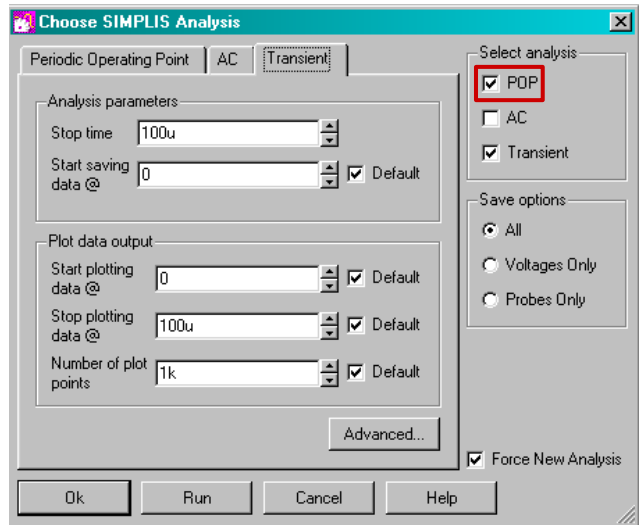 Choose SIMPLIS Analysis
Periodic Operating Point
AC
Transient
Analysis parameters
Stop time
100u
Start saving
data @
0
Default
Plot data output
Start plotting
data @
0
Default
Stop plotting
data @
100u
Default
Number of plot
points
1k
Default
Advanced...
Select analysis
POP
AC
Transient
Save options
All
Voltages Only
Probes Only
Force New Analysis
Ok
Run
Cancel
Help